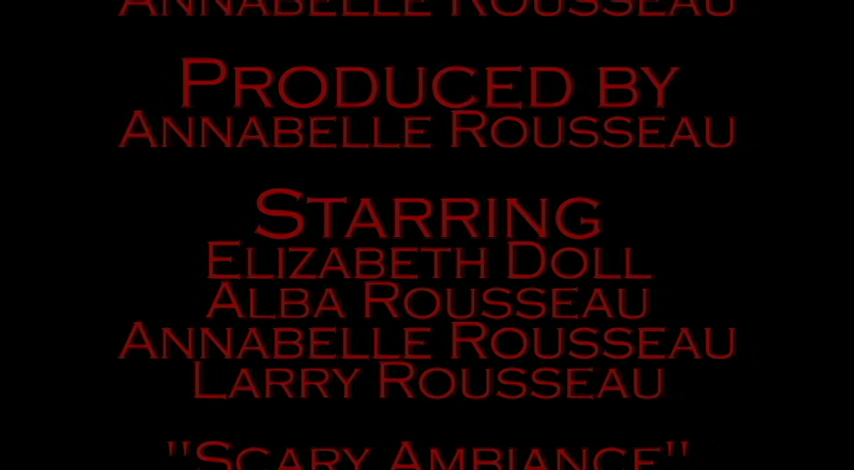 Annabelle Rousseau
Produced by
Annabelle Rousseau
Starring
Elizabeth Doll
Alba Rousseau
Annabelle Rousseau
Larry Rousseau
"Scary Ambiance"